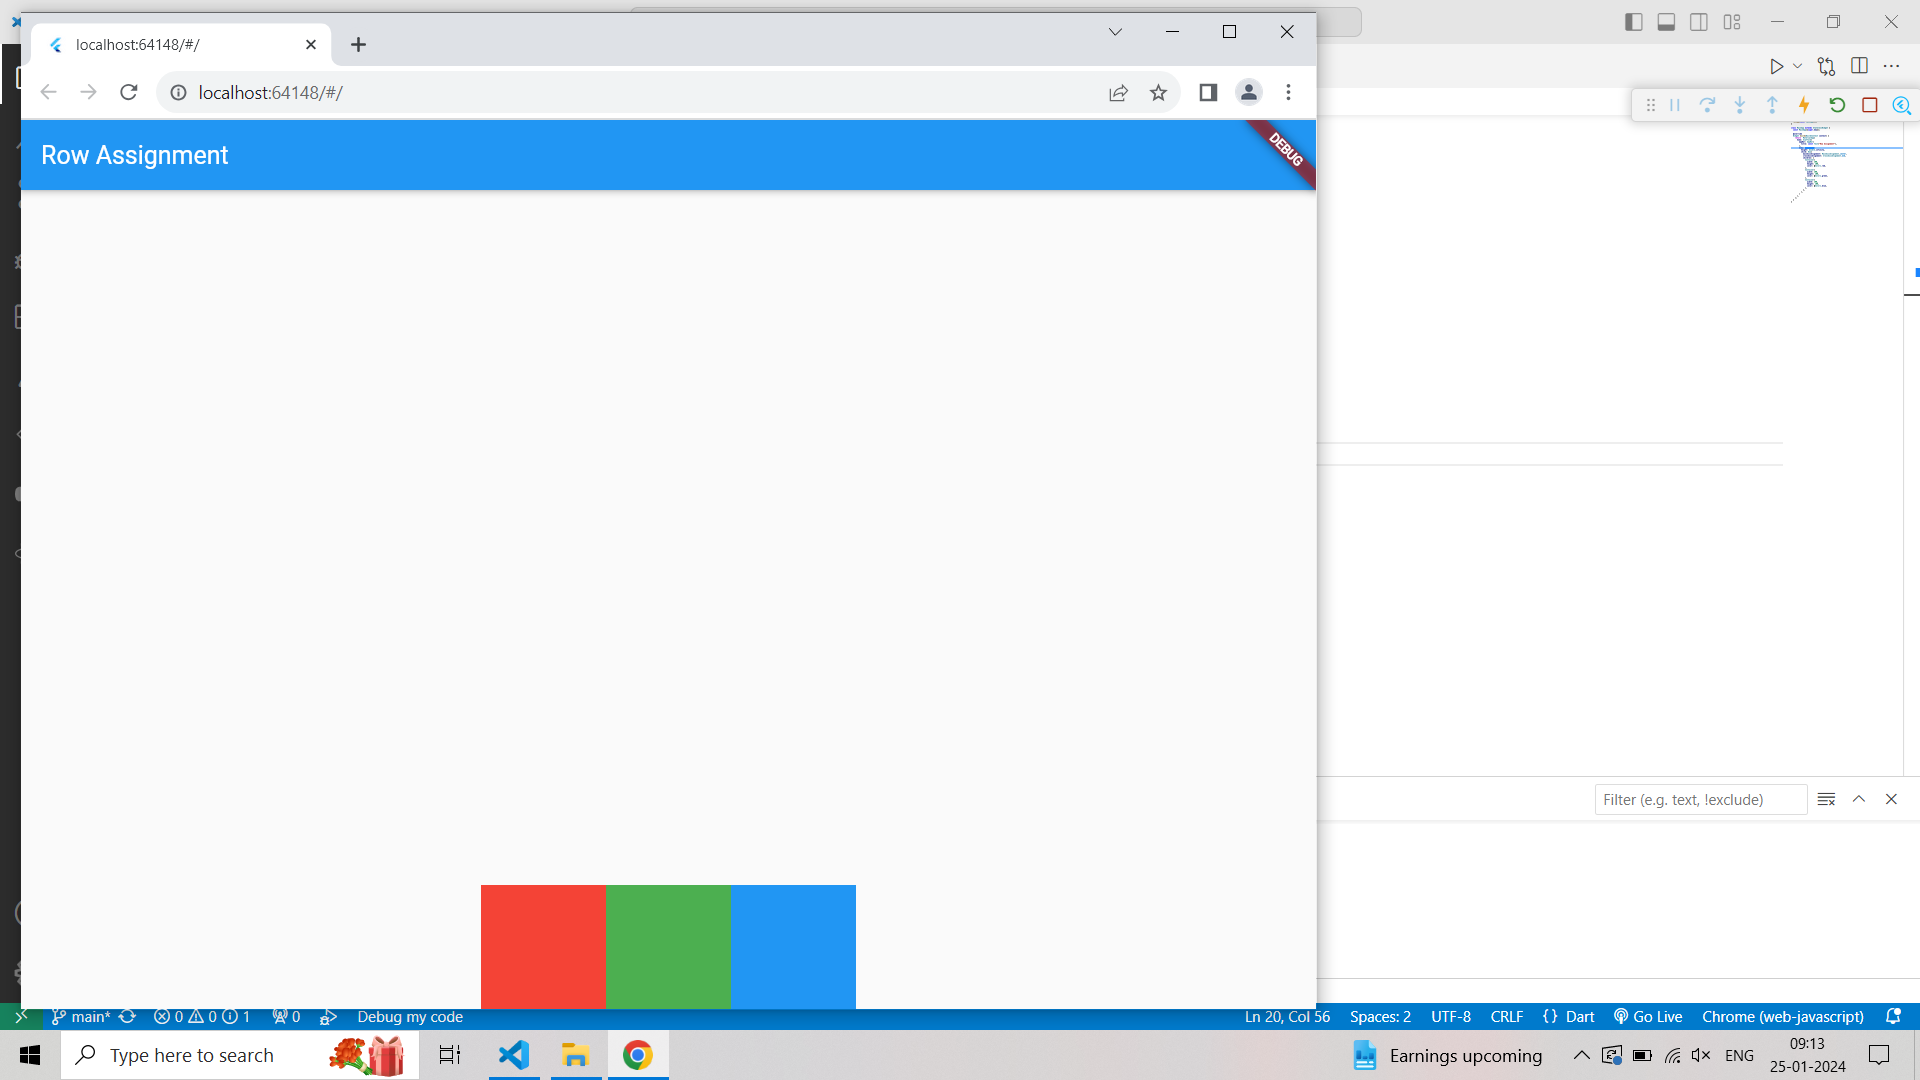 localhost:64148/#/
localhost:64148/#/
Row Assignment
DEBUG
Filter (e.g. text, !exclude)
main* 0 0 1 0 Debug my code Ln 20, Col 56 Spaces: 2 UTF-8 CRLF {} Dart Go Live Chrome (web-javascript)
Type here to search Earnings upcoming ENG 09:13
25-01-2024